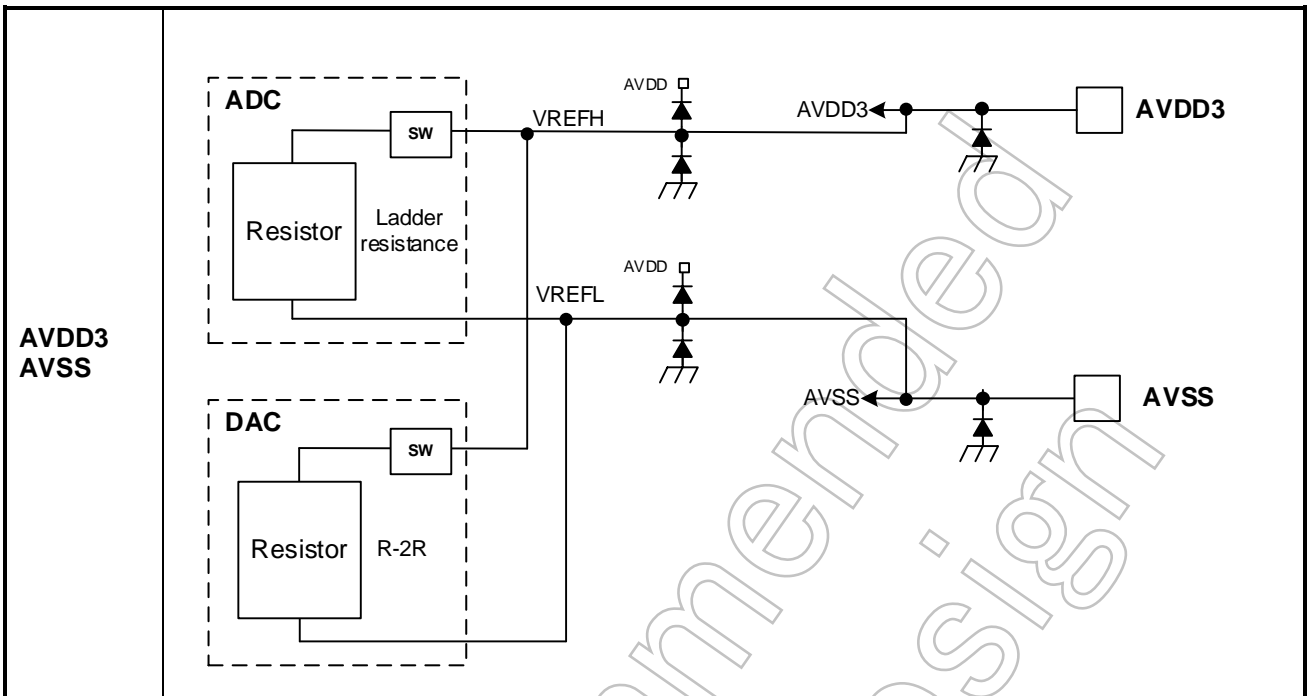 AVDD3
AVSS
ADC
SW
Resistor
Ladder
resistance
VREFH
AVDD
AVDD3
AVDD3
VREFL
AVDD
AVSS
AVSS
DAC
SW
Resistor
R-2R